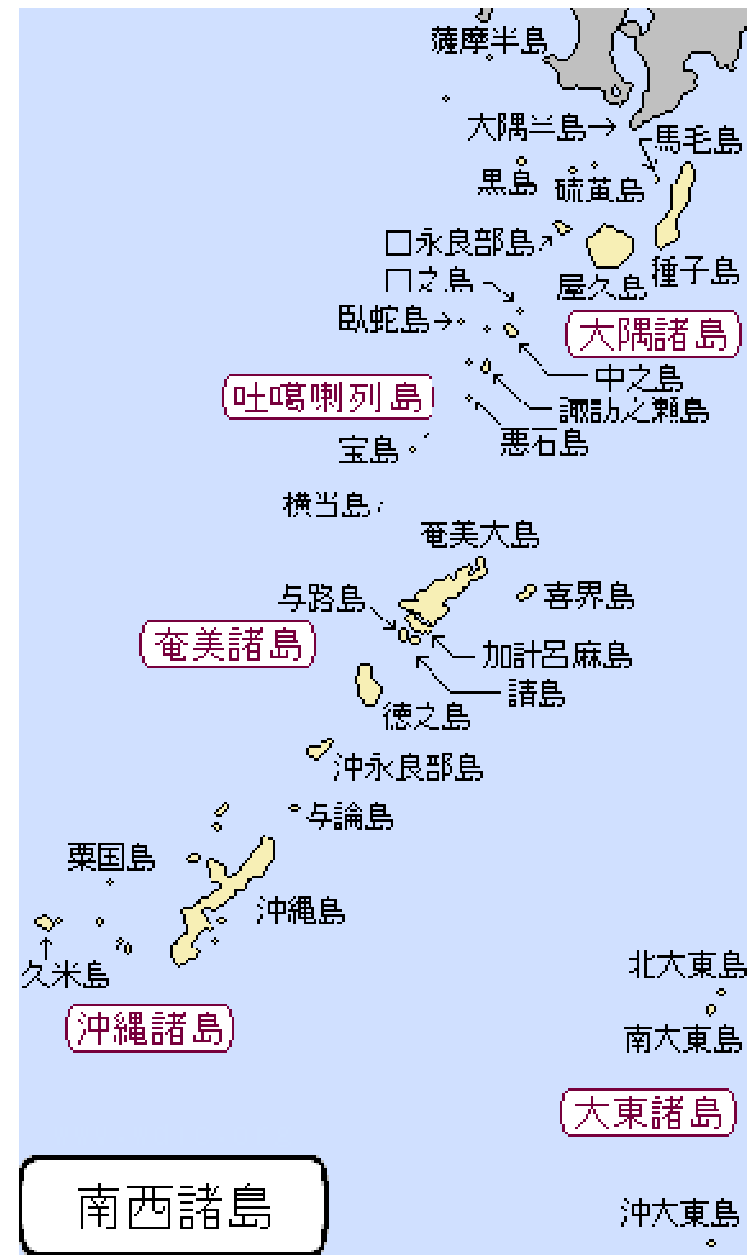 薩摩半島
大隅半島→
馬毛島
黒島
硫黄島
口永良部島
口之島
屋久島
種子島
臥蛇島→
大隅諸島
中之島
吐噶喇列島
諏訪之瀬島
悪石島
宝島
横当島
奄美大島
与路島
喜界島
奄美諸島
加計呂麻島
請島
徳之島
沖永良部島
与論島
粟国島
沖縄島
久米島
北大東島
沖縄諸島
南大東島
大東諸島
南西諸島
沖大東島